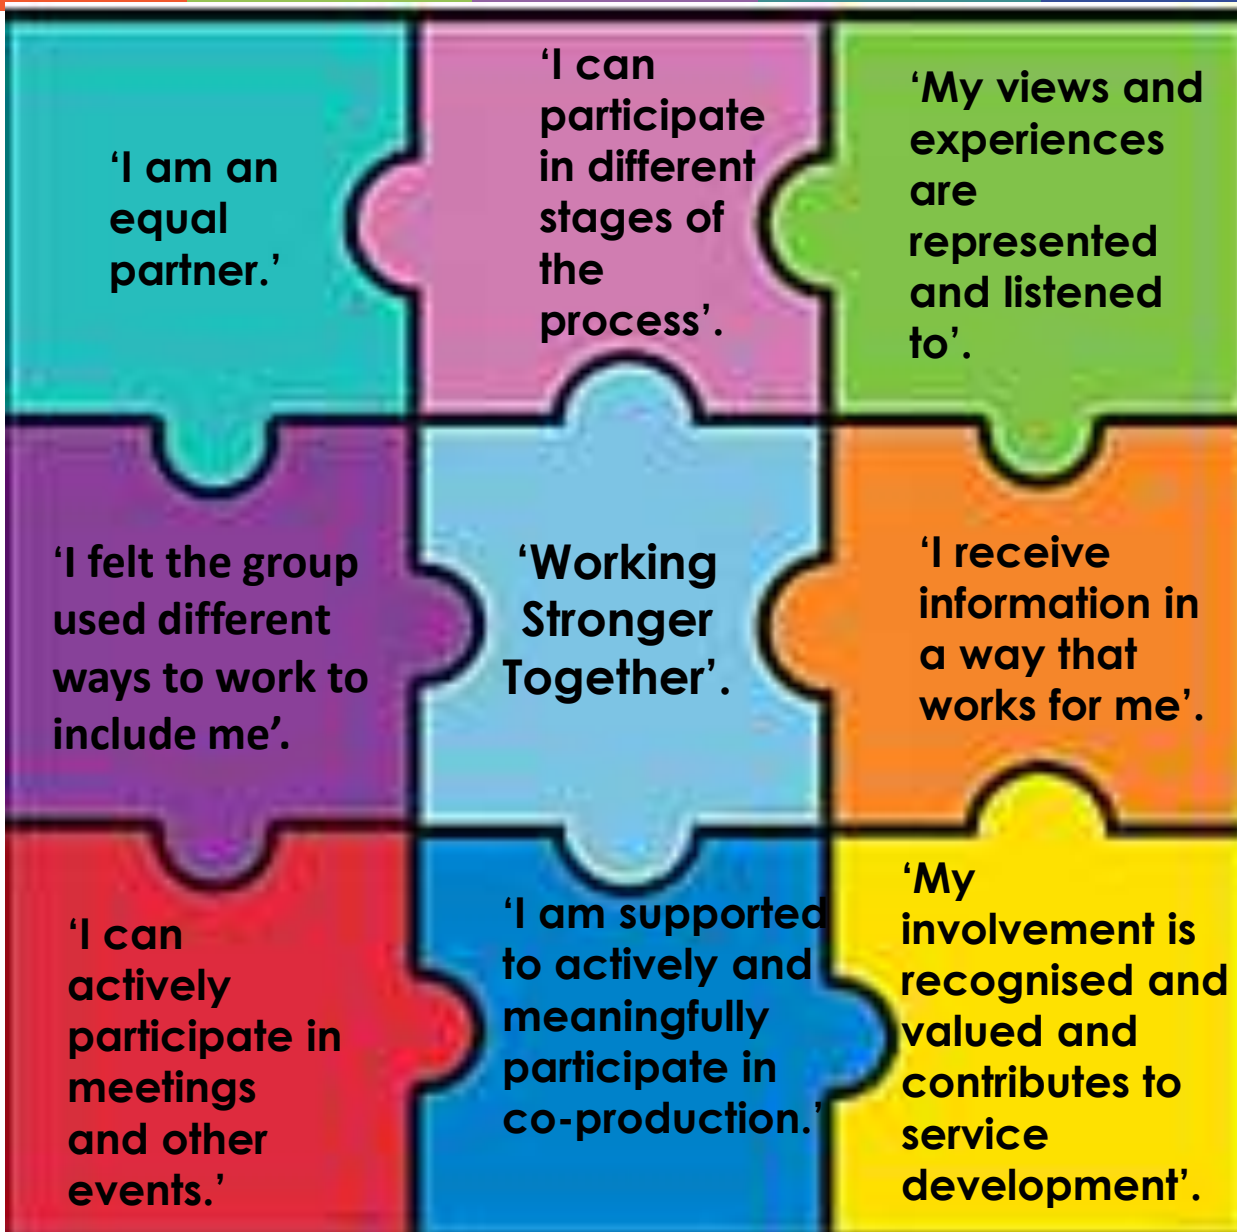 ‘I am an
equal
partner.’
‘I can
participate
in different
stages of
the
process’.
‘My views and
experiences
are
represented
and listened
to’.
‘I felt the group
used different
ways to work to
include me’.
‘Working
Stronger
Together’.
‘I receive
information in
a way that
works for me’.
‘I can
actively
participate in
meetings
and other
events.’
‘I am supported
to actively and
meaningfully
participate in
co-production.’
‘My
involvement is
recognised and
valued and
contributes to
service
development’.